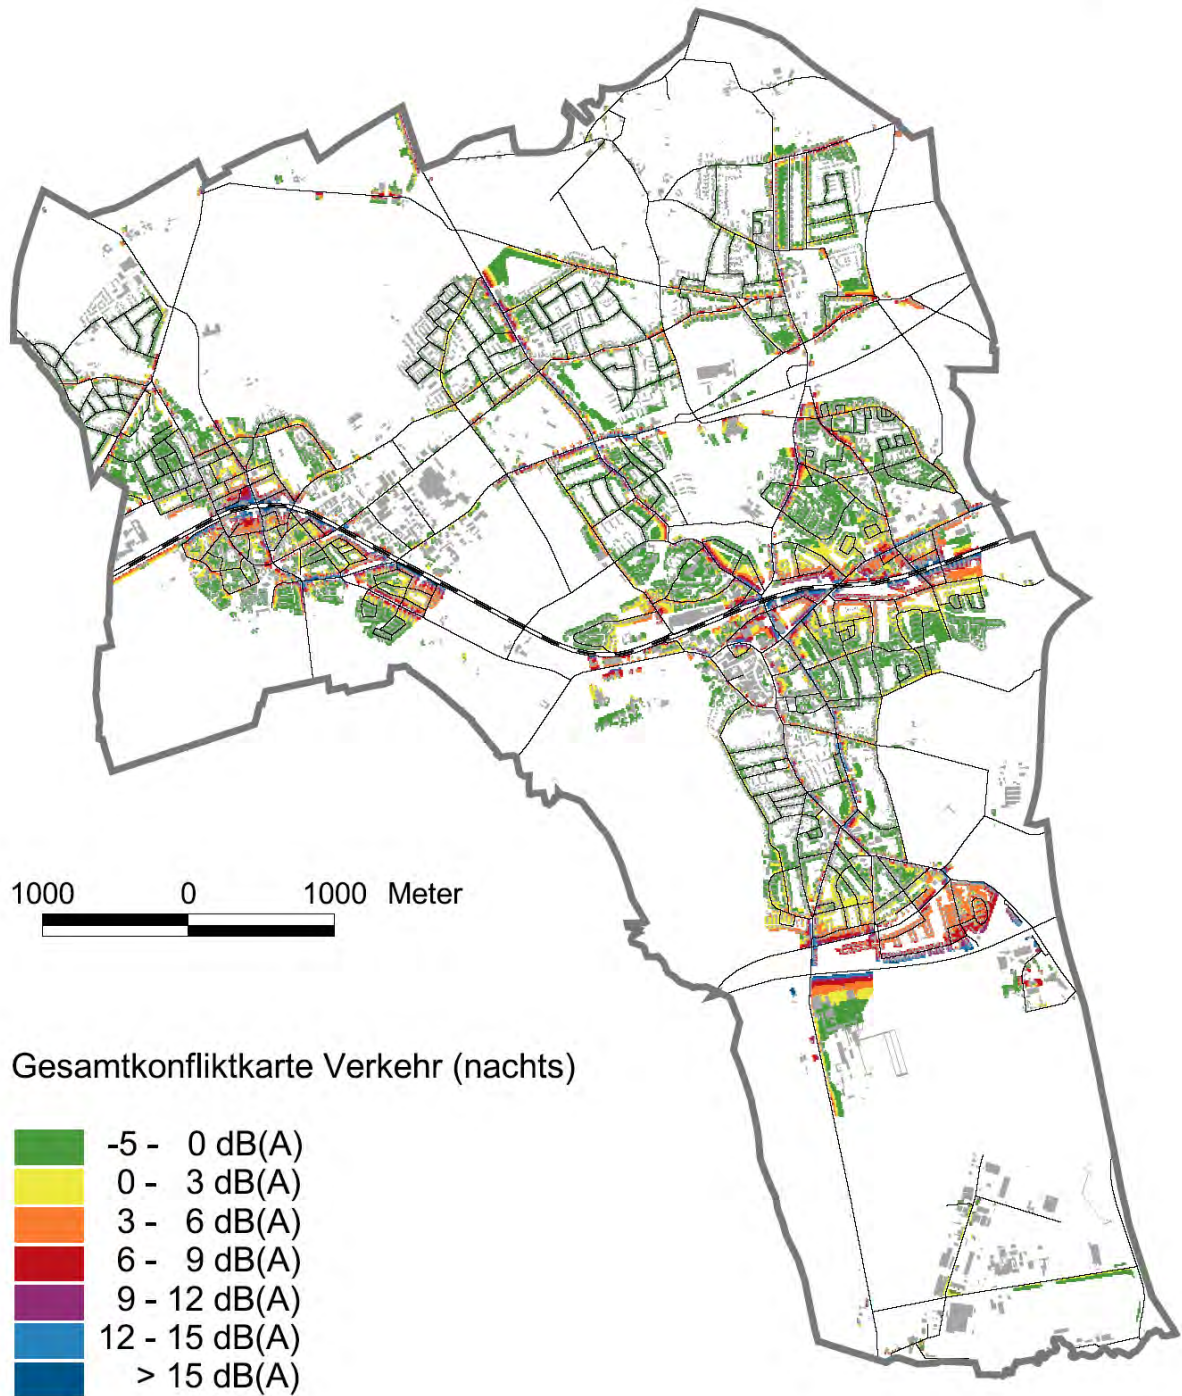 1000 0 1000 Meter
Gesamtkonfliktkarte Verkehr (nachts)
-5 - 0 dB(A)
0 - 3 dB(A)
3 - 6 dB(A)
6 - 9 dB(A)
9 - 12 dB(A)
12 - 15 dB(A)
> 15 dB(A)